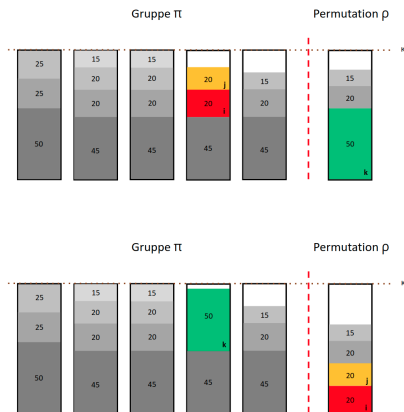 Gruppe π Permutation ρ
15 15 κ
25 20 20 20 j 15 15
25 20 20 20 i 20 20
50 45 45 45 45 50 k
Gruppe π Permutation ρ
25 15 15 κ
25 20 20 50 k 15 15
20 20 20 20
50 45 45 45 45 20 j
20 i